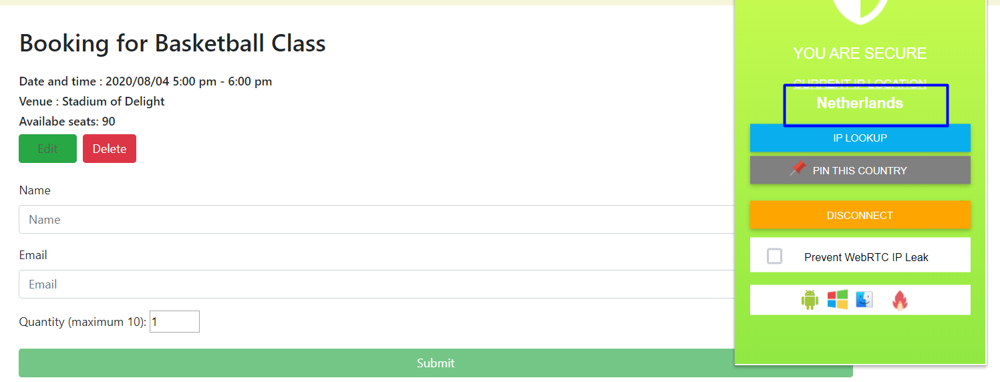 Booking for Basketball Class
Date and time : 2020/08/04 5:00 pm - 6:00 pm
Venue : Stadium of Delight
Availabe seats: 90
Edit Delete
Name
Name
Email
Email
Quantity (maximum 10): 1
Submit
YOU ARE SECURE
CURRENT IP LOCATION
Netherlands
IP LOOKUP
PIN THIS COUNTRY
DISCONNECT
Prevent WebRTC IP Leak